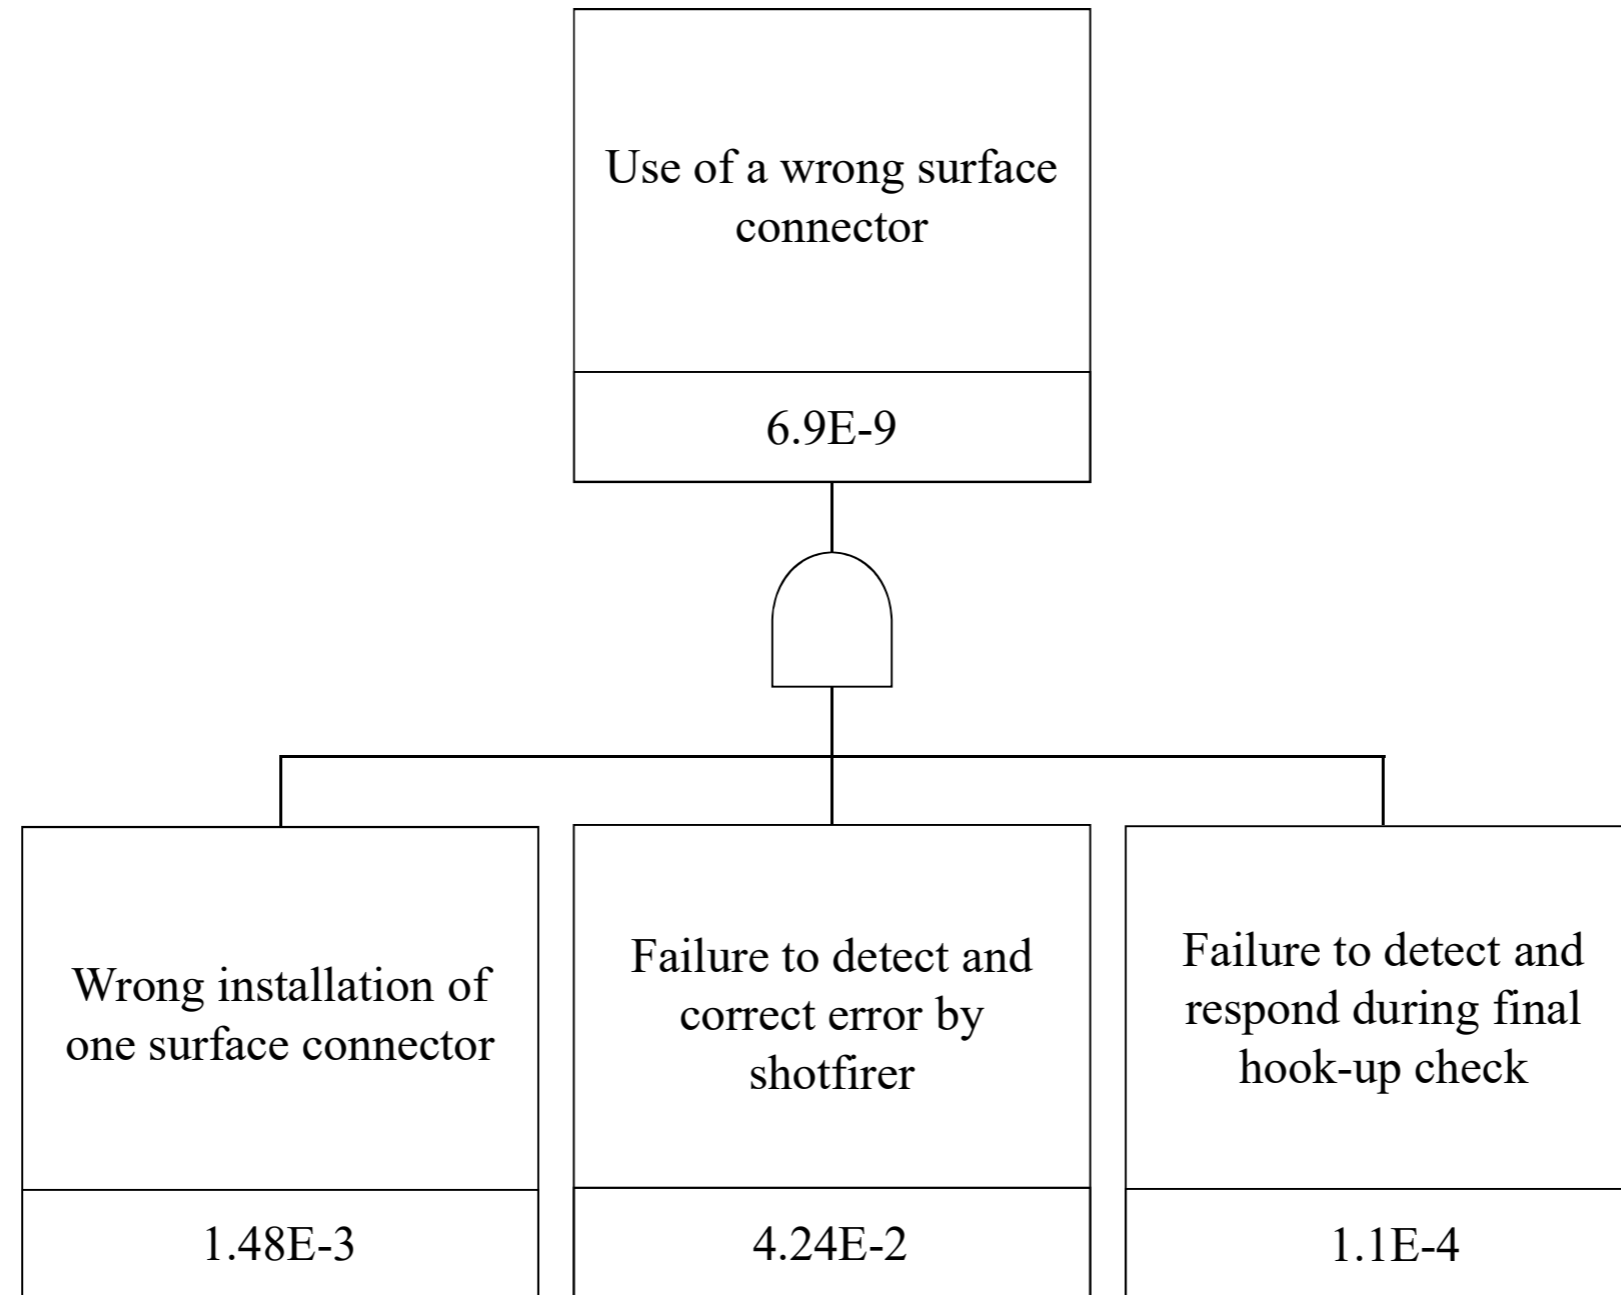 Use of a wrong surface
connector
6.9E-9
Wrong installation of
one surface connector
1.48E-3
Failure to detect and
correct error by
shotfirer
4.24E-2
Failure to detect and
respond during final
hook-up check
1.1E-4